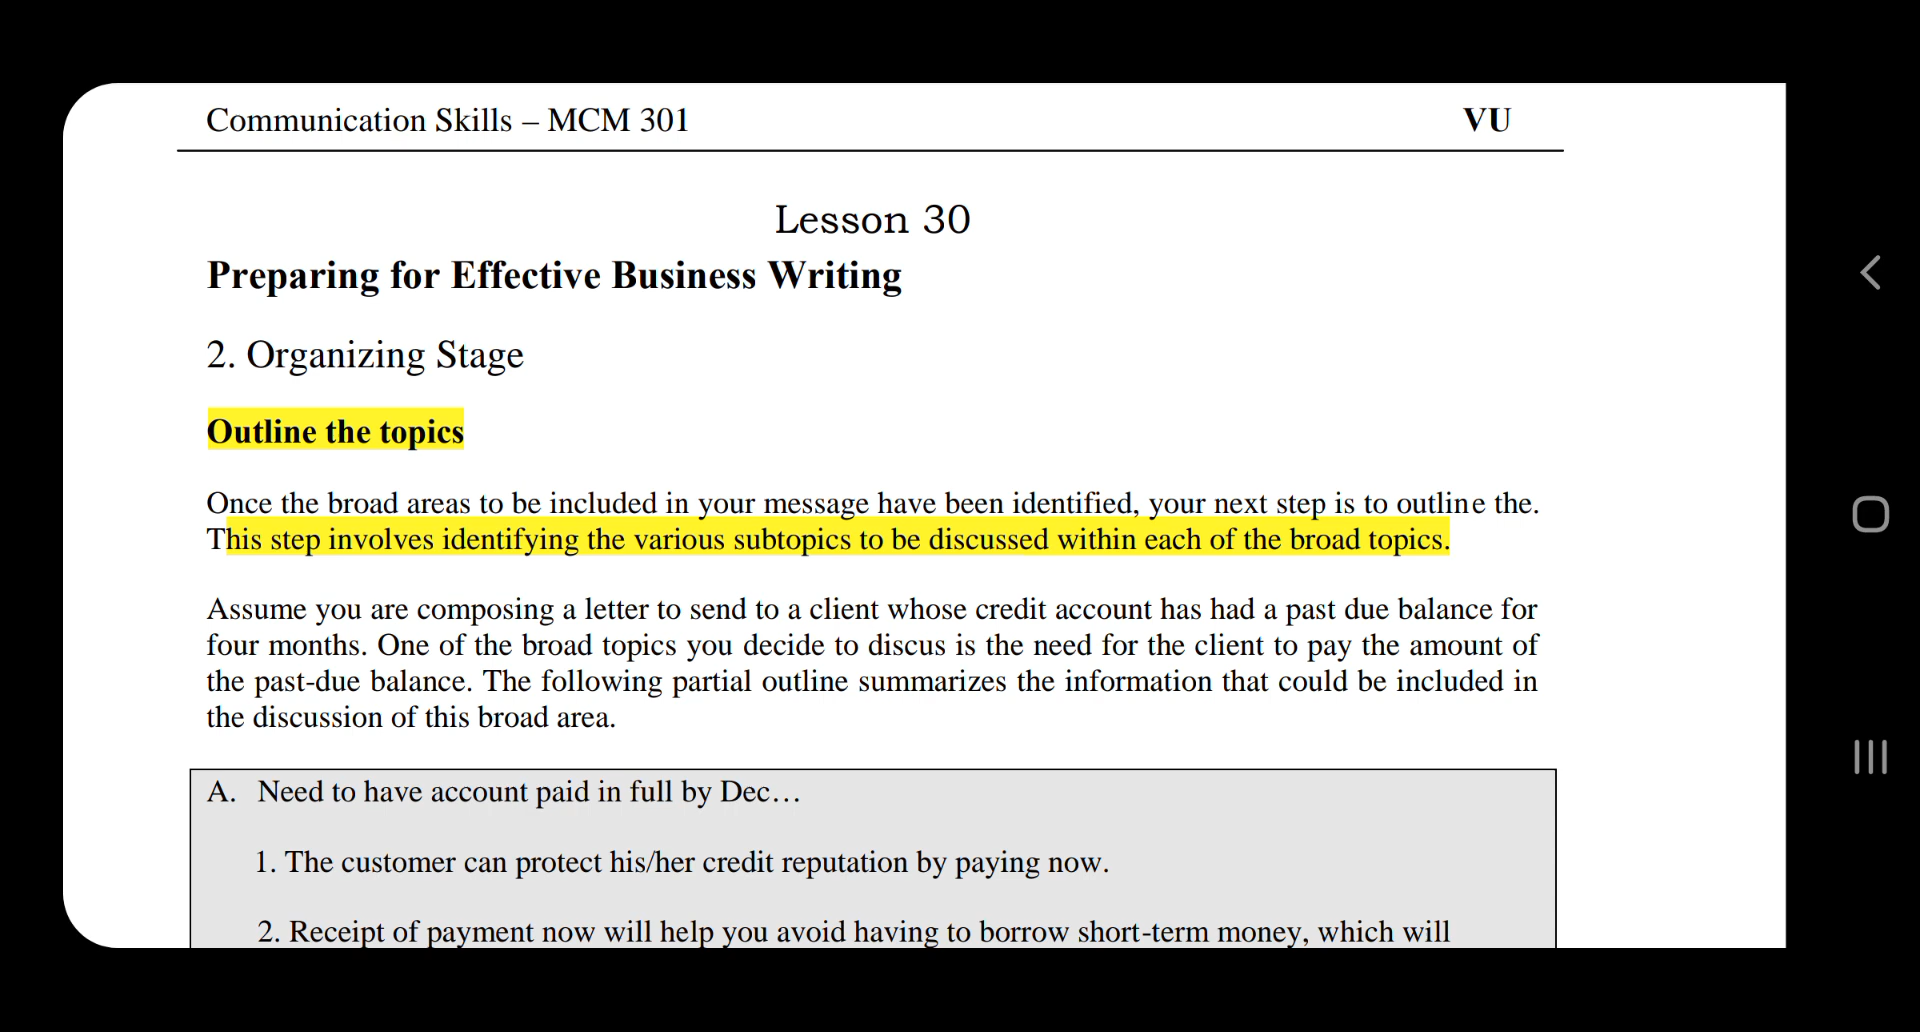 Communication Skills – MCM 301 VU
Lesson 30
Preparing for Effective Business Writing
2. Organizing Stage
Outline the topics
Once the broad areas to be included in your message have been identified, your next step is to outline the.
This step involves identifying the various subtopics to be discussed within each of the broad topics.
Assume you are composing a letter to send to a client whose credit account has had a past due balance for
four months. One of the broad topics you decide to discus is the need for the client to pay the amount of
the past-due balance. The following partial outline summarizes the information that could be included in
the discussion of this broad area.
A. Need to have account paid in full by Dec…
1. The customer can protect his/her credit reputation by paying now.
2. Receipt of payment now will help you avoid having to borrow short-term money, which will